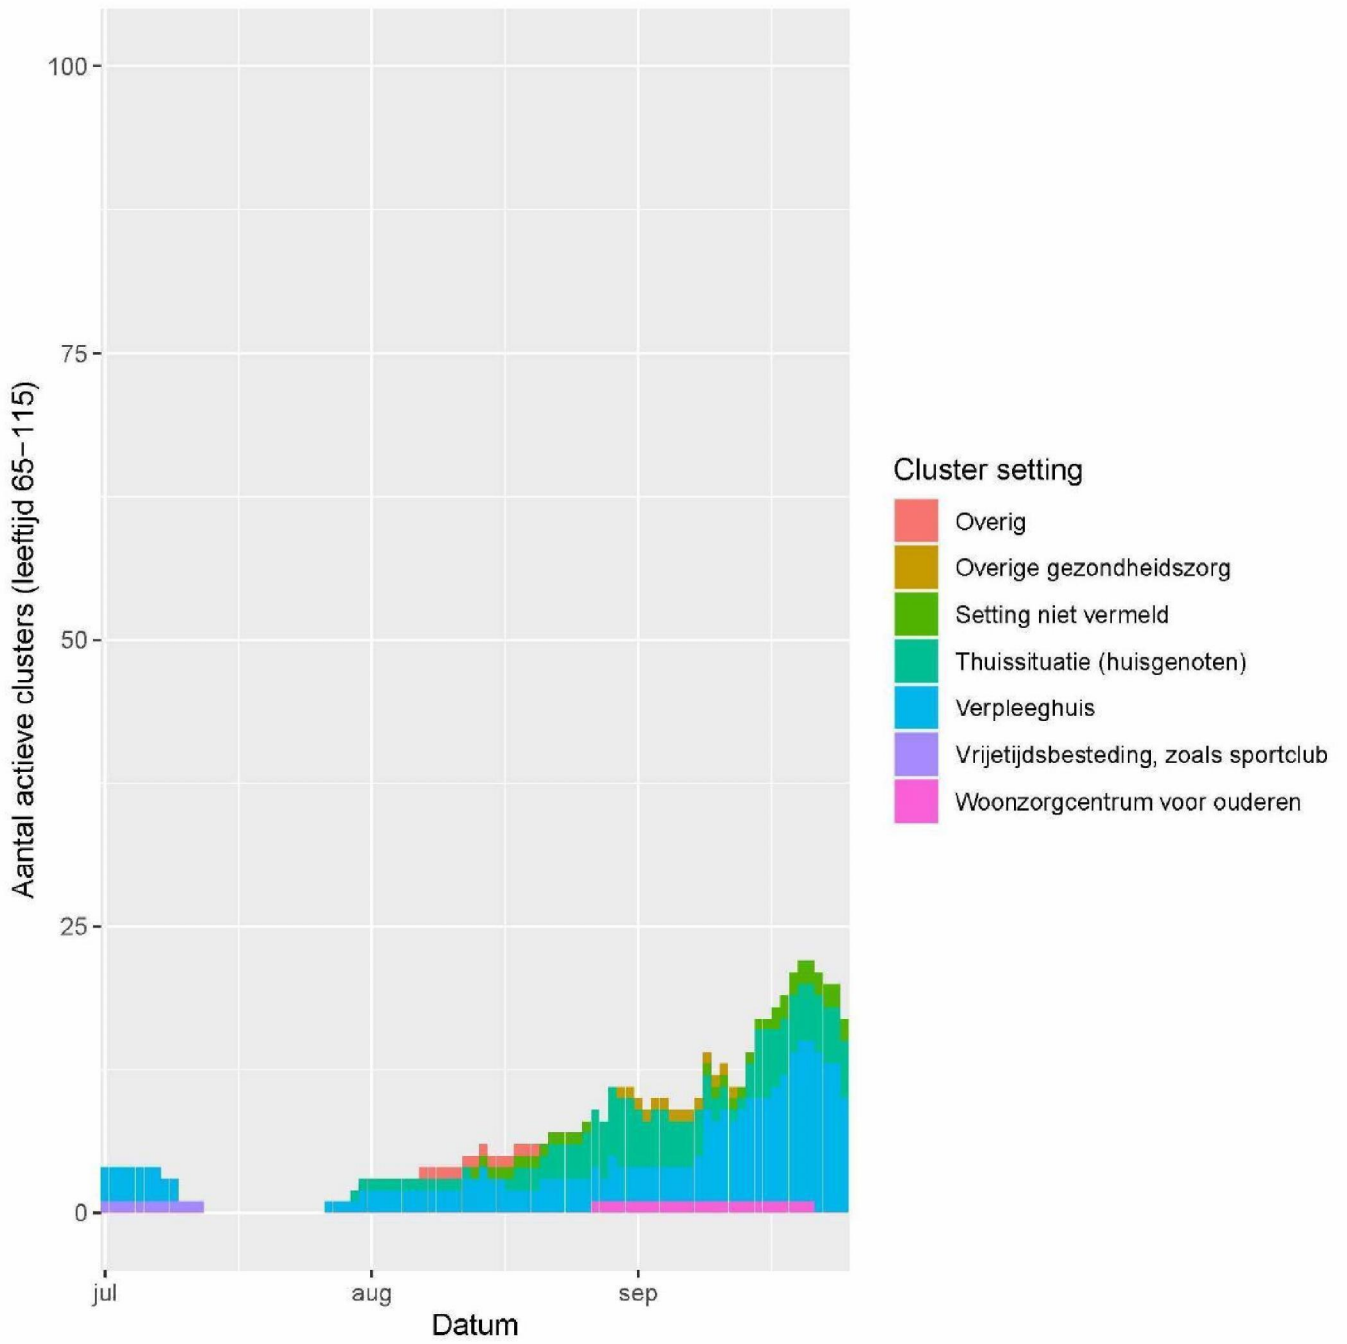 100
75
50
25
0
Aantal actieve clusters (leeftijd 65-115)
jul
aug
sep
Datum
Cluster setting
Overig
Overige gezondheidszorg
Setting niet vermeld
Thuissituatie (huisgenoten)
Verpleeghuis
Vrijetijdsbesteding, zoals sportclub
Woonzorgcentrum voor ouderen